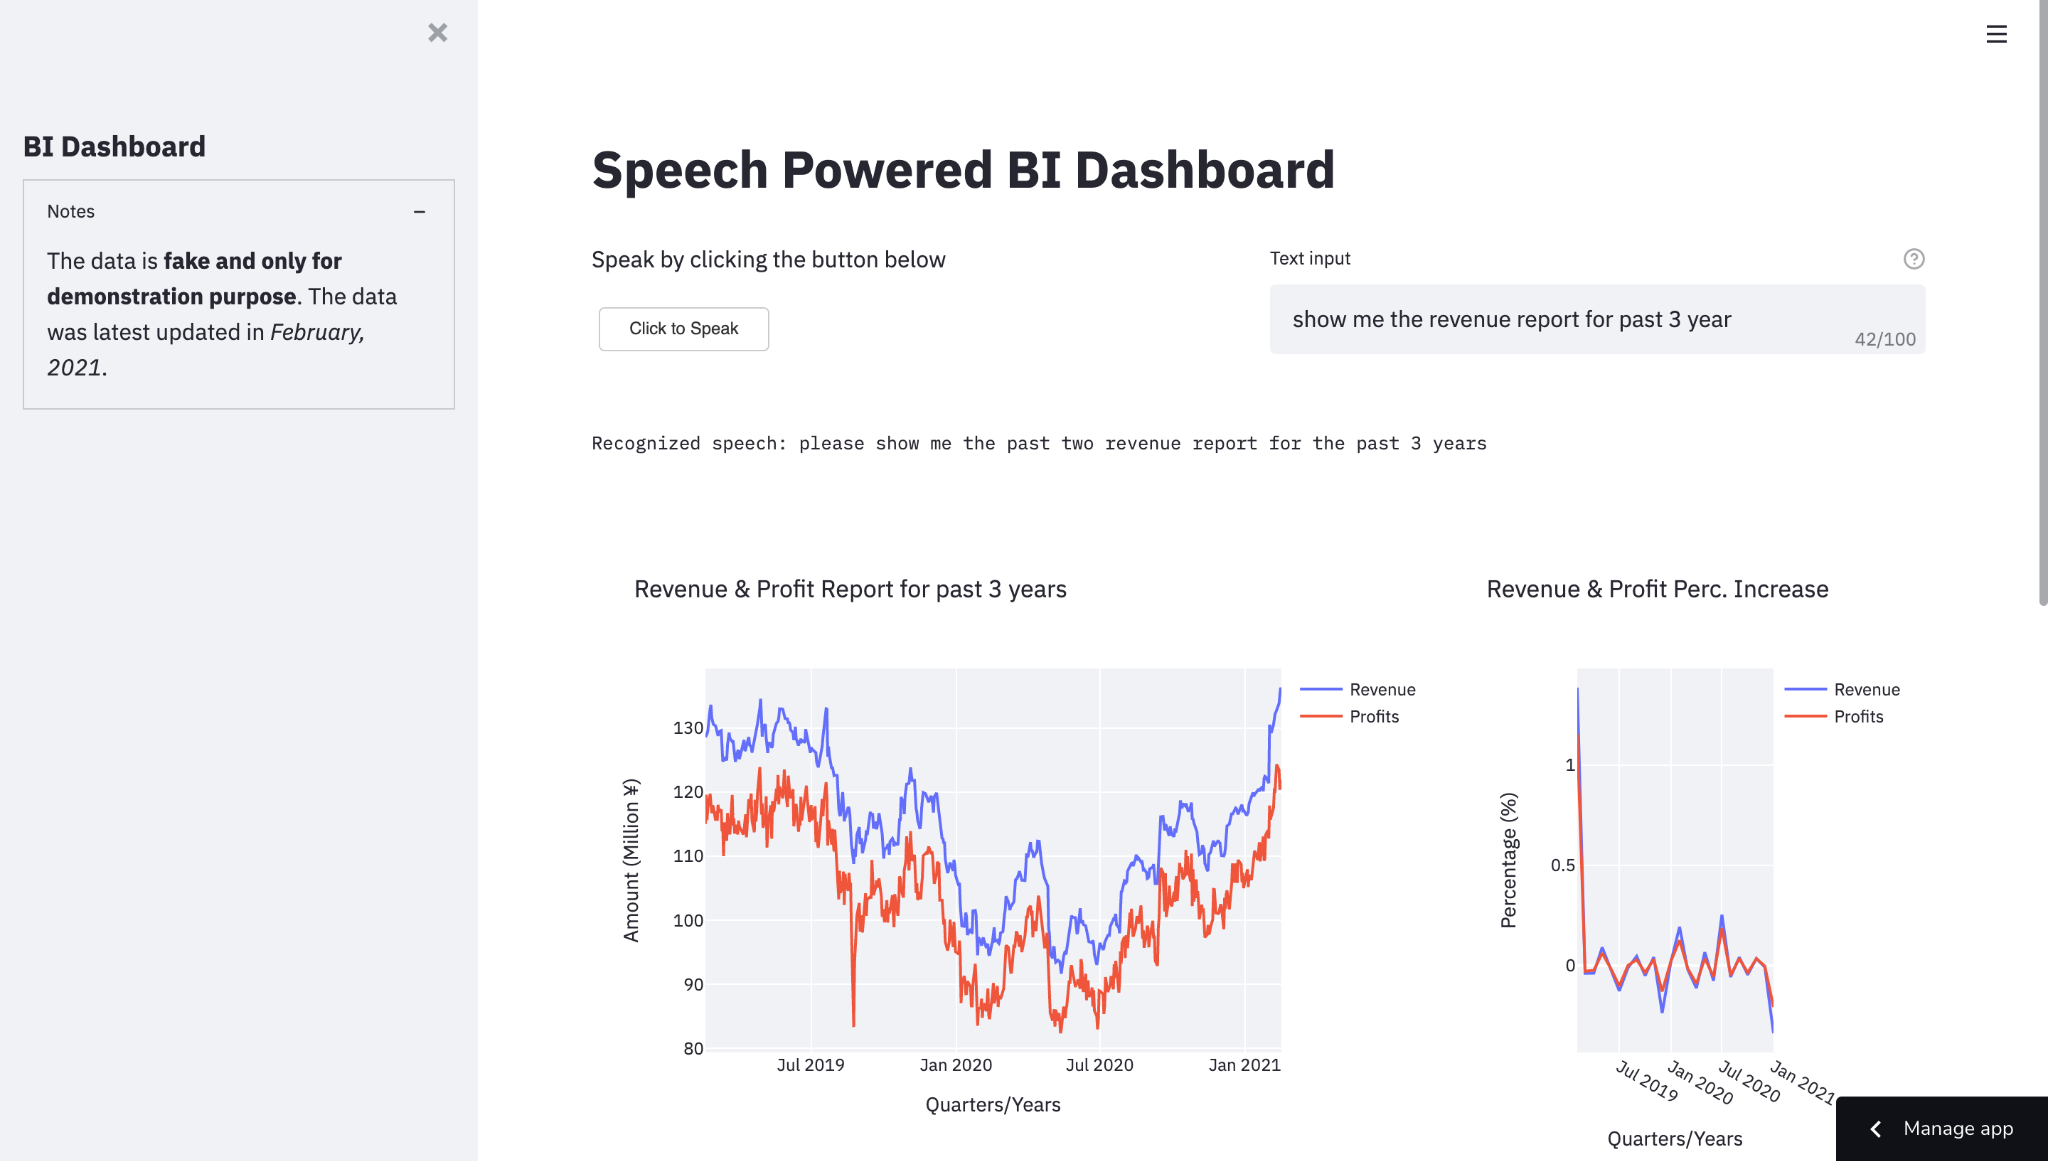 BI Dashboard
Notes
The data is fake and only for
demonstration purpose. The data
was latest updated in February,
2021.
Speech Powered BI Dashboard
Speak by clicking the button below
Click to Speak
Text input
show me the revenue report for past 3 year
42/100
Recognized speech: please show me the past two revenue report for the past 3 years
Revenue & Profit Report for past 3 years
Amount (Million ¥)
130
120
110
100
90
80
Jul 2019 Jan 2020 Jul 2020 Jan 2021
Quarters/Years
Revenue
Profits
Revenue & Profit Perc. Increase
Percentage (%)
1
0.5
0
Jul 2019 Jan 2020 Jul 2020 Jan 2021
Quarters/Years
Revenue
Profits
Manage app